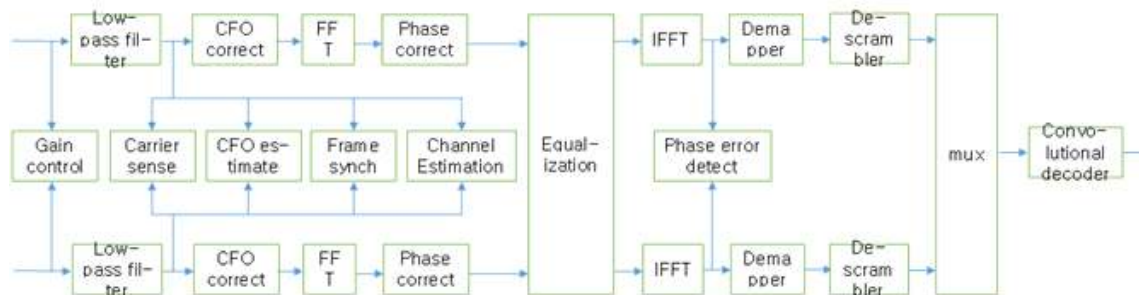 Low-
pass fil-
ter
CFO
correct
FF
T
Phase
correct
IFFT
Dema
pper
De-
scram
bler
Gain
control
Carrier
sense
CFO es-
timate
Frame
synch
Channel
Estimation
Equal-
ization
Phase error
detect
mux
Convo-
lutional
decoder
Low-
pass fil-
ter
CFO
correct
FF
T
Phase
correct
IFFT
Dema
pper
De-
scram
bler